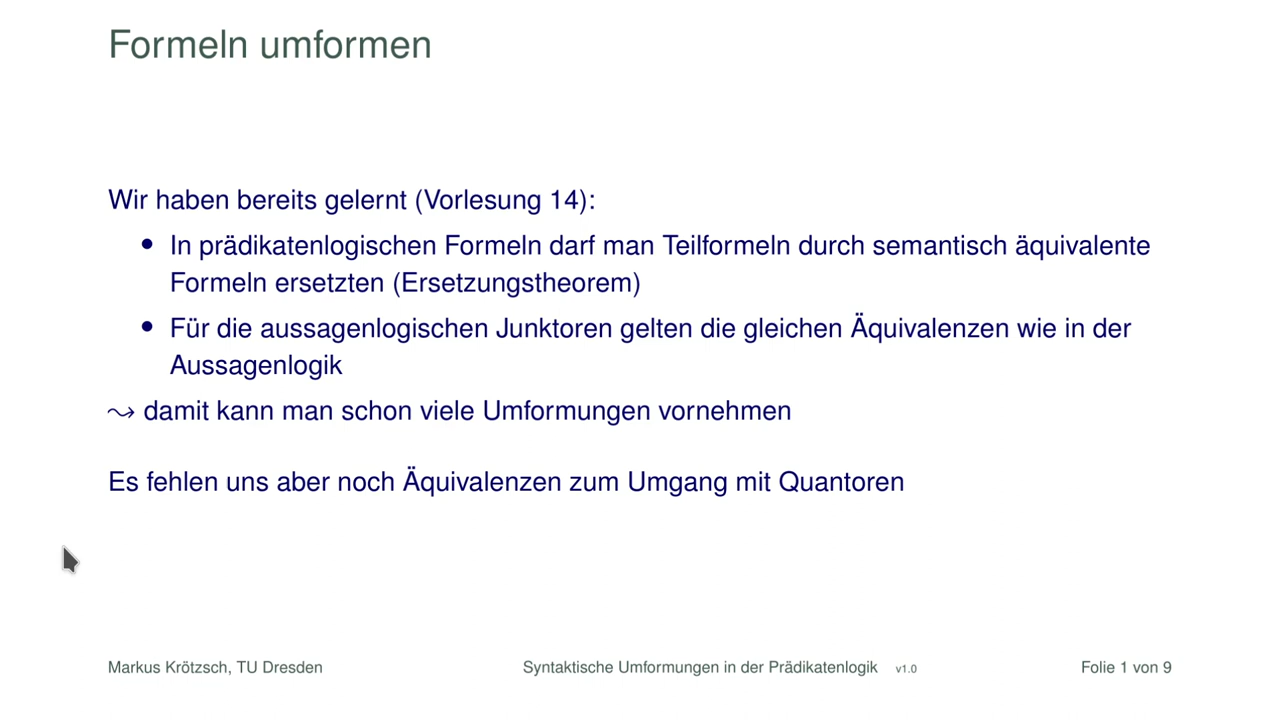 Formeln umformen
Wir haben bereits gelernt (Vorlesung 14):
• In prädikatenlogischen Formeln darf man Teilformeln durch semantisch äquivalente
Formeln ersetzten (Ersetzungstheorem)
• Für die aussagenlogischen Junktoren gelten die gleichen Äquivalenzen wie in der
Aussagenlogik
⤳ damit kann man schon viele Umformungen vornehmen
Es fehlen uns aber noch Äquivalenzen zum Umgang mit Quantoren
Markus Krötzsch, TU Dresden Syntaktische Umformungen in der Prädikatenlogik v1.0 Folie 1 von 9